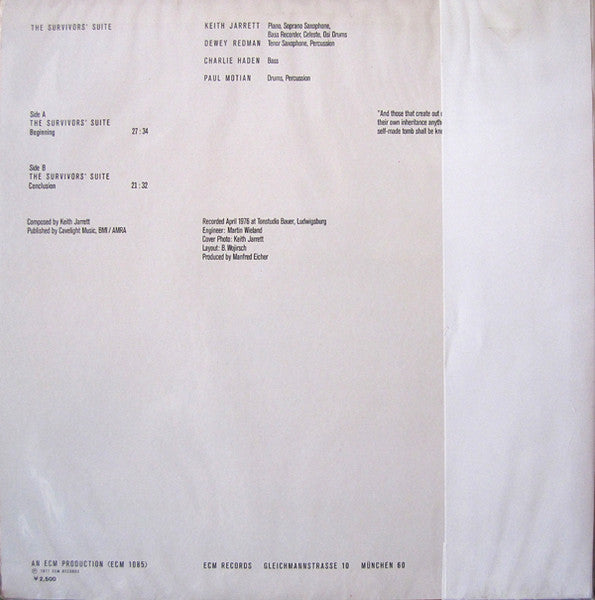 THE SURVIVORS' SUITE
KEITH JARRETT Piano, Soprano Saxophone,
Bass Recorder, Celeste, Osi Drums
DEWEY REDMAN Tenor Saxophone, Percussion
CHARLIE HADEN Bass
PAUL MOTIAN Drums, Percussion
Side A
THE SURVIVORS' SUITE
Beginning 27:34
"And those that create out
their own inheritance anyth
self-made tomb shall be kno
Side B
THE SURVIVORS' SUITE
Conclusion 21:32
Composed by Keith Jarrett
Published by Cavelight Music, BMI / AMRA
Recorded April 1976 at Tonstudio Bauer, Ludwigsburg
Engineer: Martin Wieland
Cover Photo: Keith Jarrett
Layout: B. Wojirsch
Produced by Manfred Eicher
AN ECM PRODUCTION (ECM 1085)
℗ 1977 ECM RECORDS
¥2,500
ECM RECORDS GLEICHMANNSTRASSE 10 MÜNCHEN 60